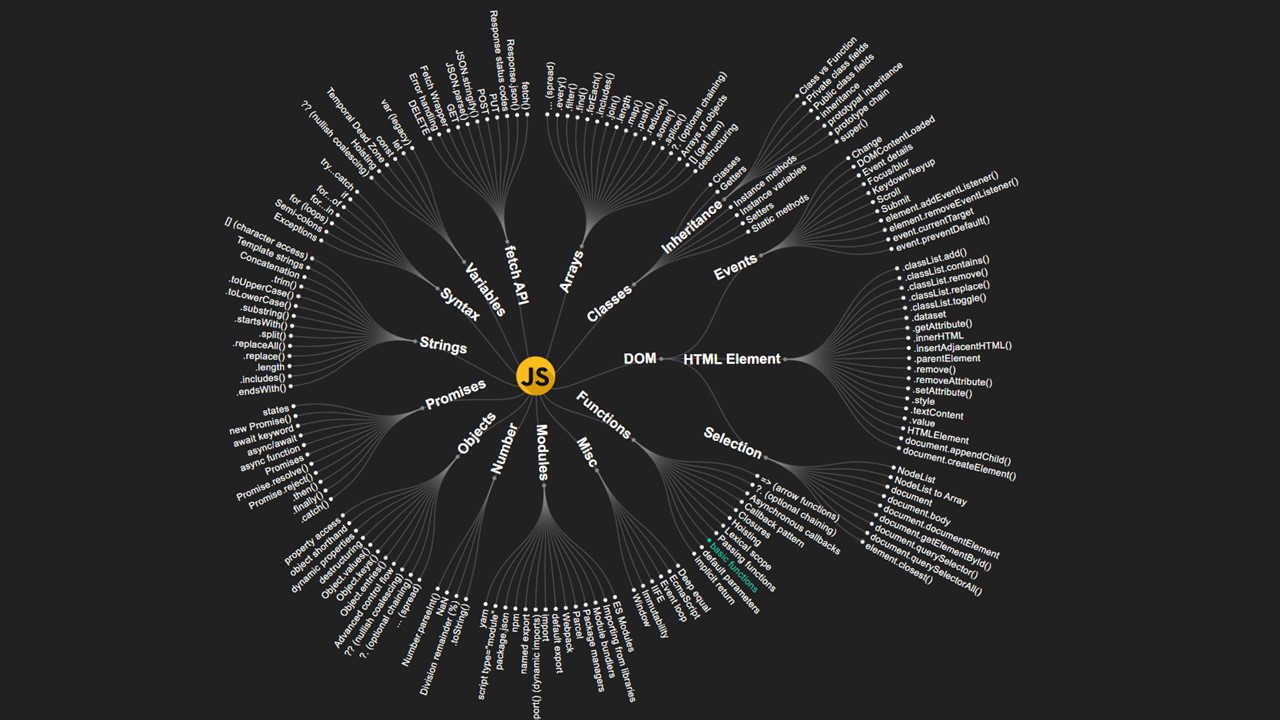 JS
fetch API
fetch()
Response.json()
Response status codes
PUT
POST
JSON.stringify()
JSON.parse()
GET
Fetch Wrapper
Error handling
DELETE
Arrays
... (spread)
.every()
.filter()
.find()
.forEach()
.includes()
.join()
.length
.map()
.push()
.reduce()
.some()
.splice()
?. (optional chaining)
Arrays of objects
[] (get item)
destructuring
Classes
Classes
Getters
Inheritance
Class vs Function
Private class fields
Public class fields
Inheritance
prototypal inheritance
prototype chain
super()
Instance methods
Instance variables
Setters
Static methods
DOM
Events
Change
DOMContentLoaded
Event details
Focus/blur
Keydown/keyup
Scroll
Submit
element.addEventListener()
element.removeEventListener()
event.currentTarget
event.preventDefault()
HTML Element
.classList.add()
.classList.contains()
.classList.remove()
.classList.replace()
.classList.toggle()
.dataset
.getAttribute()
.innerHTML
.insertAdjacentHTML()
.parentElement
.remove()
.removeAttribute()
.setAttribute()
.style
.textContent
.value
HTMLElement
document.appendChild()
document.createElement()
Selection
NodeList
NodeList to Array
document
document.body
document.documentElement
document.getElementById()
document.querySelector()
document.querySelectorAll()
element.closest()
Functions
=> (arrow functions)
?. (optional chaining)
Asynchronous callbacks
Callback pattern
Closures
Hoisting
Lexical scope
Passing functions
basic functions
default parameters
implicit return
Misc
Deep equal
EcmaScript
Event loop
IIFE
Immutability
Window
Modules
ES Modules
Importing from libraries
Module bundlers
Package managers
Parcel
Webpack
default export
import
port() (dynamic imports)
named export
npm
package.json
script type="module"
yarn
Number
.toString()
Division remainder (%)
NaN
Number.parseInt()
Objects
... (spread)
?. (optional chaining)
?? (nullish coalescing)
Advanced control flow
Object.entries()
Object.keys()
Object.values()
destructuring
dynamic properties
object shorthand
property access
Promises
.catch()
.finally()
.then()
Promise.reject()
Promise.resolve()
Promises
async function
async/await
await keyword
new Promise()
states
Strings
.endsWith()
.includes()
.length
.replace()
.replaceAll()
.split()
.startsWith()
.substring()
.toLowerCase()
.toUpperCase()
.trim()
Concatenation
Template strings
[] (character access)
Syntax
Exceptions
Semi-colons
for (loops)
for...in
for...of
if
try...catch
Variables
?? (nullish coalescing)
Hoisting
Temporal Dead Zone
const
let
var (legacy)